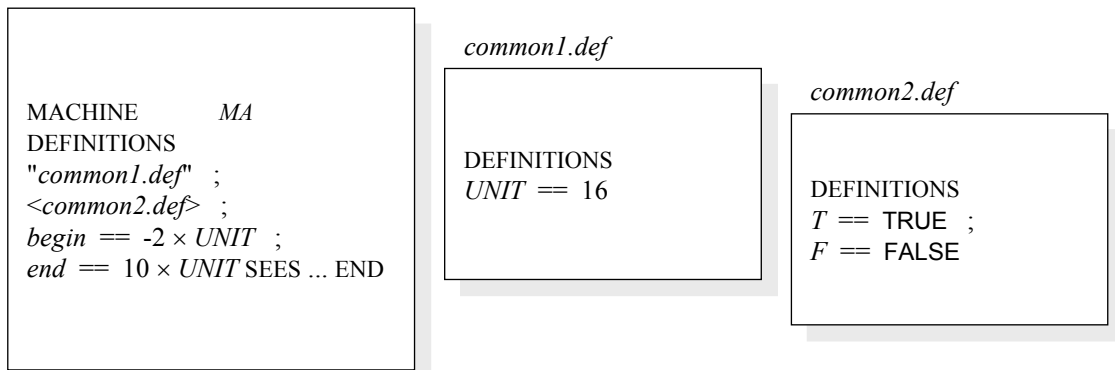 MACHINE MA
DEFINITIONS
"common1.def" ;
<common2.def> ;
begin == -2 × UNIT ;
end == 10 × UNIT SEES ... END
common1.def
DEFINITIONS
UNIT == 16
common2.def
DEFINITIONS
T == TRUE ;
F == FALSE